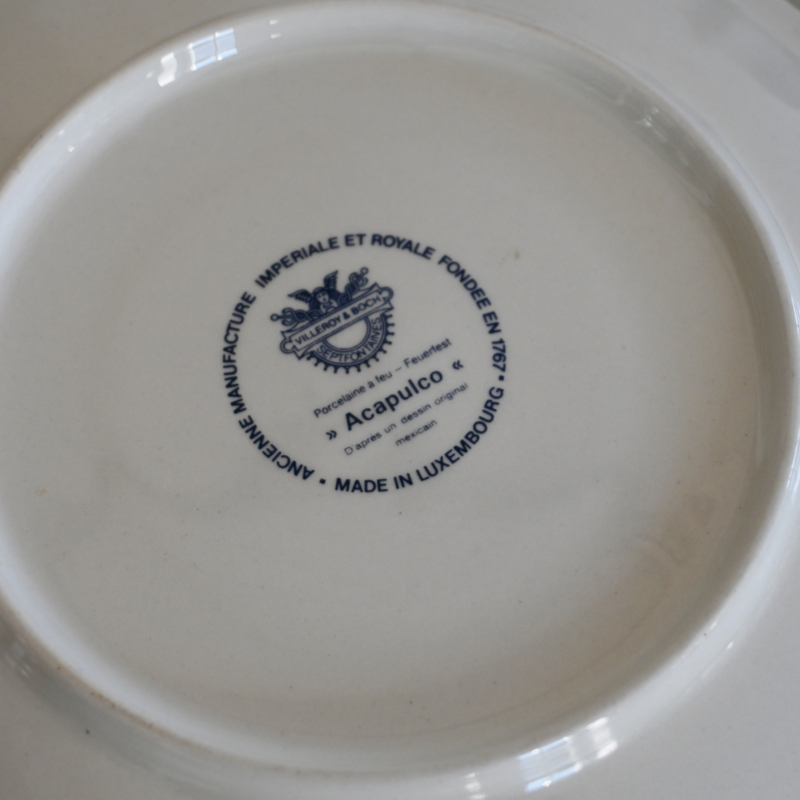 ANCIENNE MANUFACTURE IMPERIALE ET ROYALE FONDEE EN 1767 • MADE IN LUXEMBOURG •
VILLEROY & BOCH
SEPTFONTAINES
Porcelaine à feu – Feuerfest
» Acapulco «
D'après un dessin original
mexicain